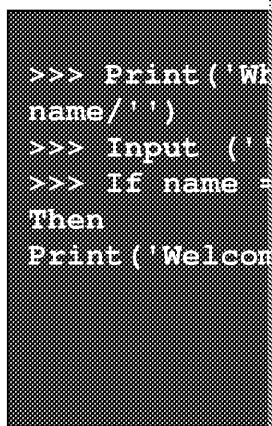 >>> Print('Wh
name/'')
>>> Input ('
>>> If name =
Then
Print('Welcom